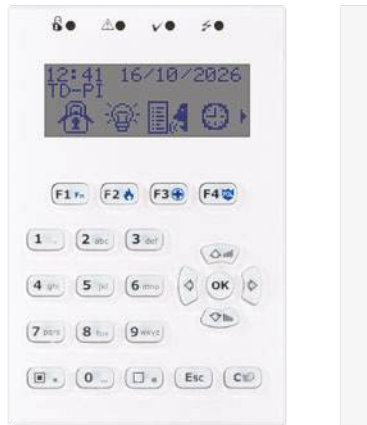 12:41 16/10/2026
TD-PI
F1 Fn F2 F3 F4
1 2 abc 3 def
4 ghi 5 jkl 6 mno OK
7 pqrs 8 tuv 9 wxyz
0 Esc C